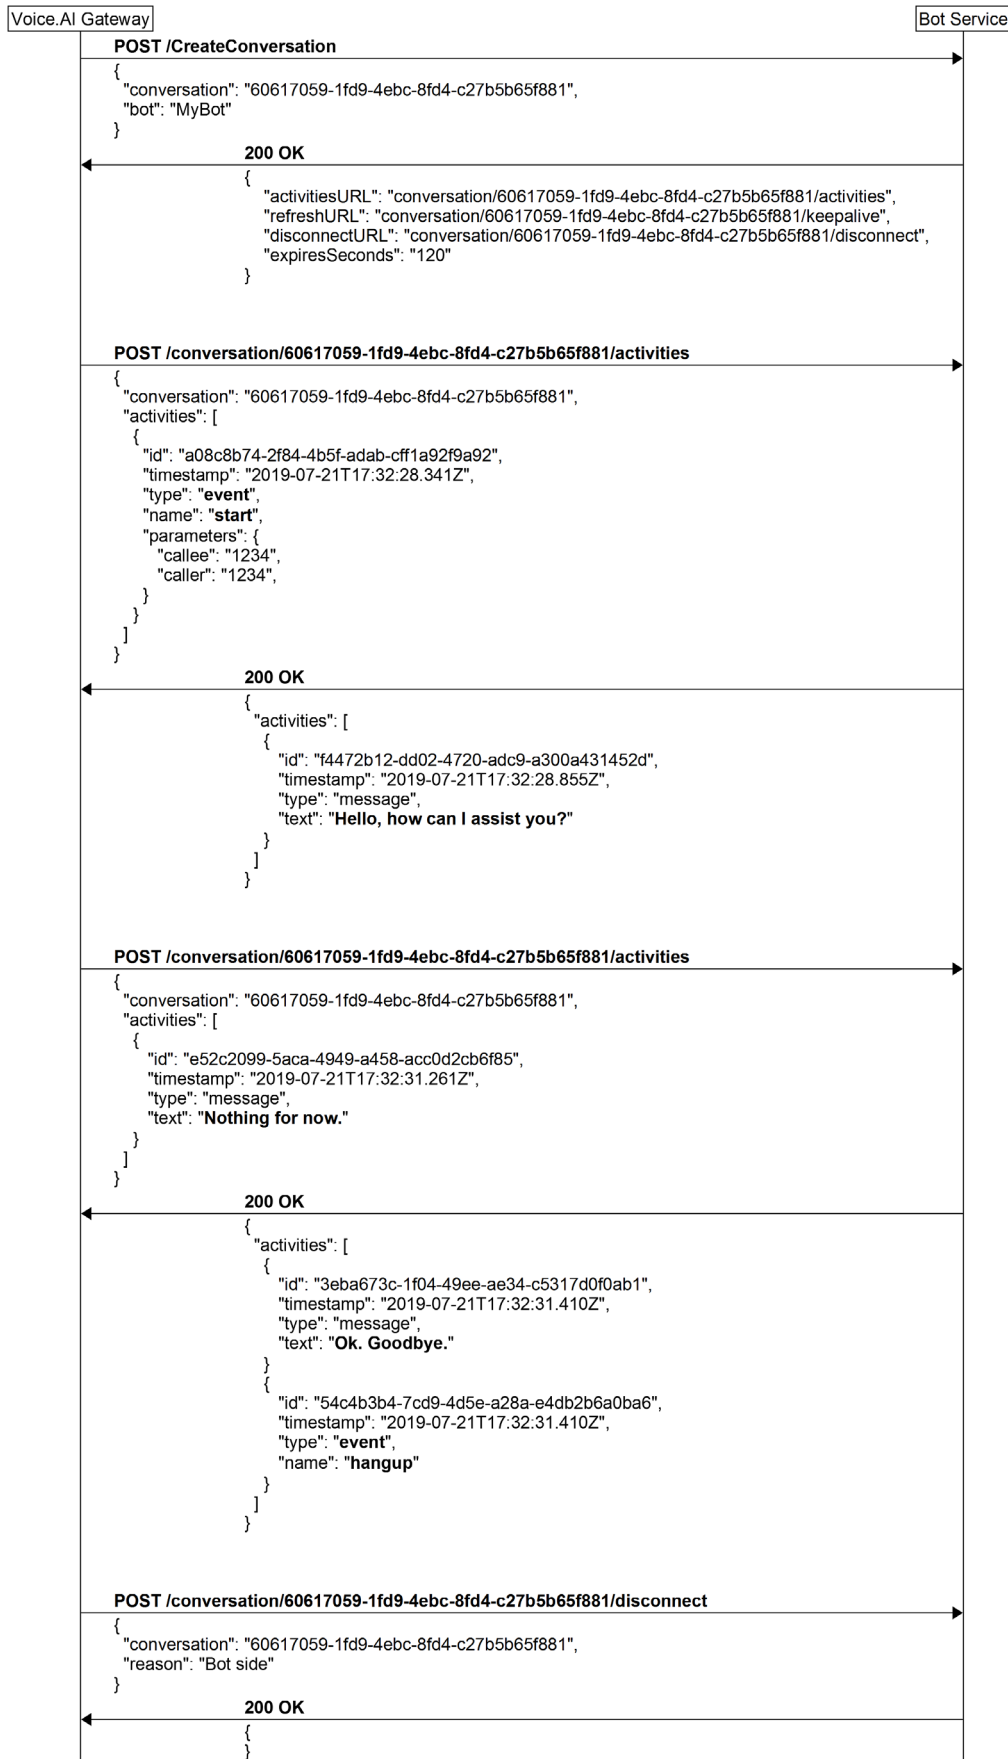 Voice.AI Gateway
Bot Service
POST /CreateConversation
{
"conversation": "60617059-1fd9-4ebc-8fd4-c27b5b65f881",
"bot": "MyBot"
}
200 OK
{
"activitiesURL": "conversation/60617059-1fd9-4ebc-8fd4-c27b5b65f881/activities",
"refreshURL": "conversation/60617059-1fd9-4ebc-8fd4-c27b5b65f881/keepalive",
"disconnectURL": "conversation/60617059-1fd9-4ebc-8fd4-c27b5b65f881/disconnect",
"expiresSeconds": "120"
}
POST /conversation/60617059-1fd9-4ebc-8fd4-c27b5b65f881/activities
{
"conversation": "60617059-1fd9-4ebc-8fd4-c27b5b65f881",
"activities": [
{
"id": "a08c8b74-2f84-4b5f-adab-cff1a92f9a92",
"timestamp": "2019-07-21T17:32:28.341Z",
"type": "event",
"name": "start",
"parameters": {
"callee": "1234",
"caller": "1234",
}
}
]
}
200 OK
{
"activities": [
{
"id": "f4472b12-dd02-4720-adc9-a300a431452d",
"timestamp": "2019-07-21T17:32:28.855Z",
"type": "message",
"text": "Hello, how can I assist you?"
}
]
}
POST /conversation/60617059-1fd9-4ebc-8fd4-c27b5b65f881/activities
{
"conversation": "60617059-1fd9-4ebc-8fd4-c27b5b65f881",
"activities": [
{
"id": "e52c2099-5aca-4949-a458-acc0d2cb6f85",
"timestamp": "2019-07-21T17:32:31.261Z",
"type": "message",
"text": "Nothing for now."
}
]
}
200 OK
{
"activities": [
{
"id": "3eba673c-1f04-49ee-ae34-c5317d0f0ab1",
"timestamp": "2019-07-21T17:32:31.410Z",
"type": "message",
"text": "Ok. Goodbye."
}
{
"id": "54c4b3b4-7cd9-4d5e-a28a-e4db2b6a0ba6",
"timestamp": "2019-07-21T17:32:31.410Z",
"type": "event",
"name": "hangup"
}
]
}
POST /conversation/60617059-1fd9-4ebc-8fd4-c27b5b65f881/disconnect
{
"conversation": "60617059-1fd9-4ebc-8fd4-c27b5b65f881",
"reason": "Bot side"
}
200 OK
{
}